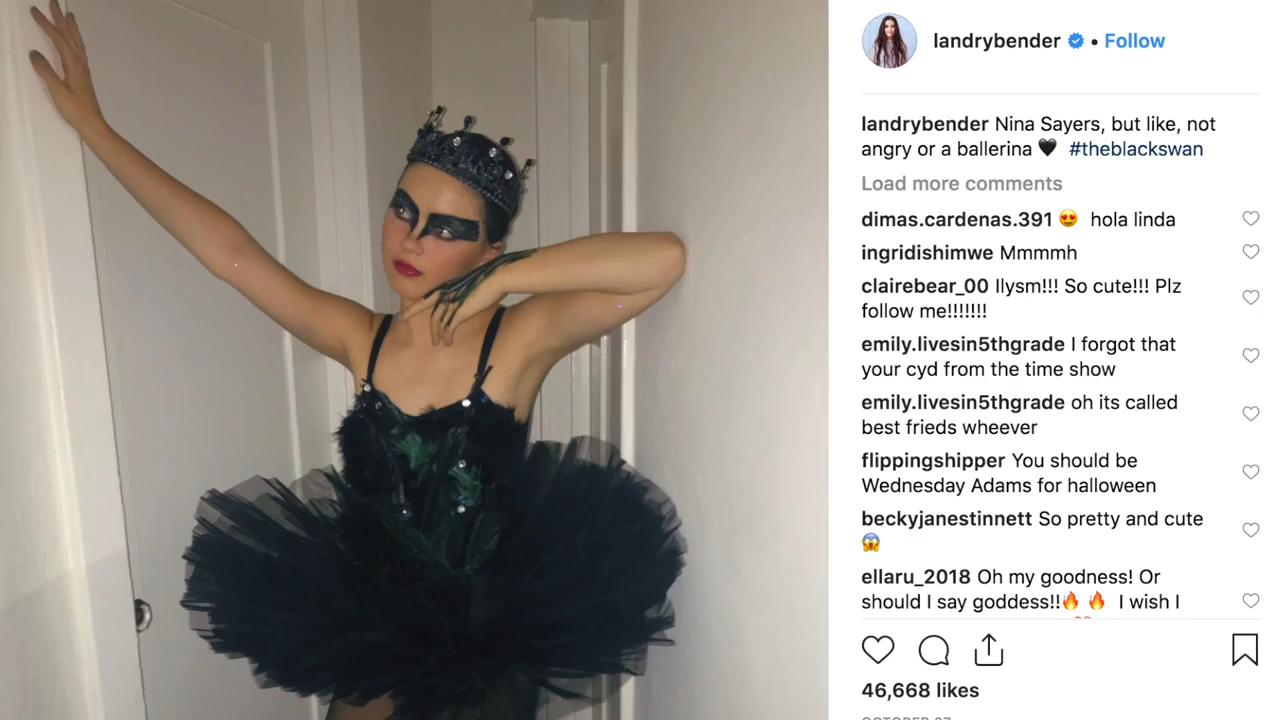 landrybender • Follow
landrybender Nina Sayers, but like, not
angry or a ballerina 🖤 #theblackswan
Load more comments
dimas.cardenas.391 😍 hola linda
ingridishimwe Mmmmh
clairebear_00 Ilysm!!! So cute!!! Plz
follow me!!!!!!!
emily.livesin5thgrade I forgot that
your cyd from the time show
emily.livesin5thgrade oh its called
best frieds wheever
flippingshipper You should be
Wednesday Adams for halloween
beckyjanestinnett So pretty and cute
😱
ellaru_2018 Oh my goodness! Or
should I say goddess!!🔥 🔥 I wish I
46,668 likes
OCTOBER 27